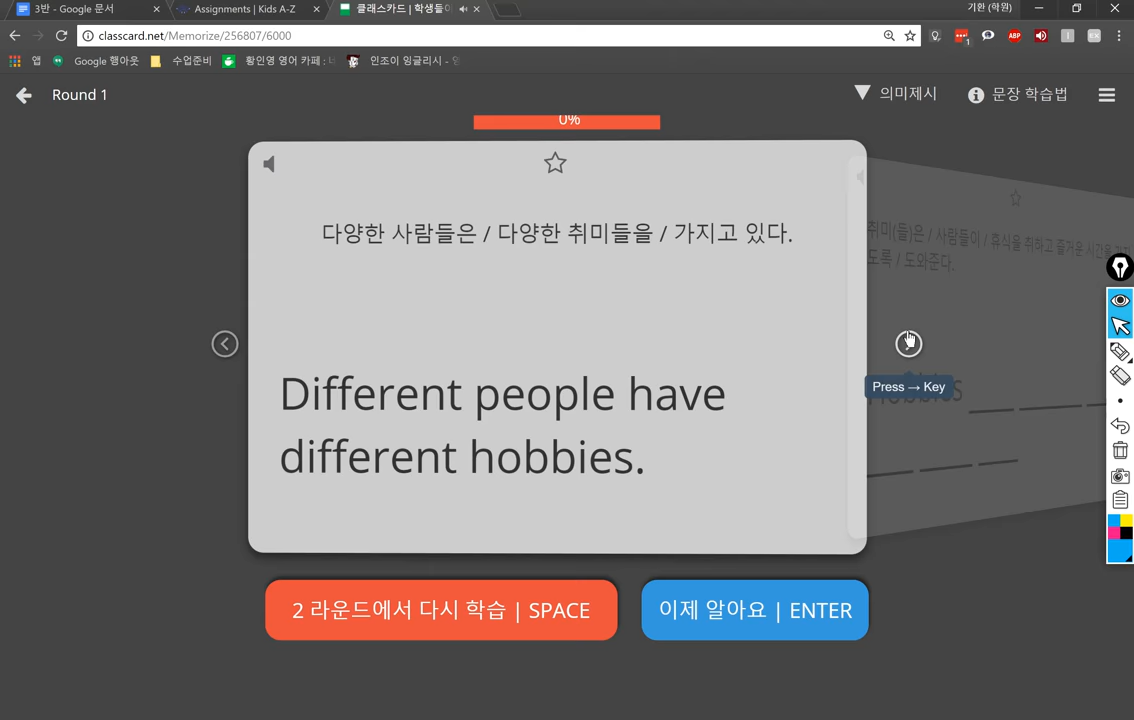 3반 - Google 문서
Assignments | Kids A-Z
클래스카드 | 학생들이
기환 (학원)
classcard.net/Memorize/256807/6000
앱
Google 행아웃
수업준비
황인영 영어 카페 : 네
인조이 잉글리시 - 영
Round 1
의미제시
문장 학습법
0%
다양한 사람들은 / 다양한 취미들을 / 가지고 있다.
취미(들)은 / 사람들이 / 휴식을 취하고 즐거운 시간을
도록 / 도와준다.
Press → Key
Different people have
different hobbies.
2 라운드에서 다시 학습 | SPACE
이제 알아요 | ENTER